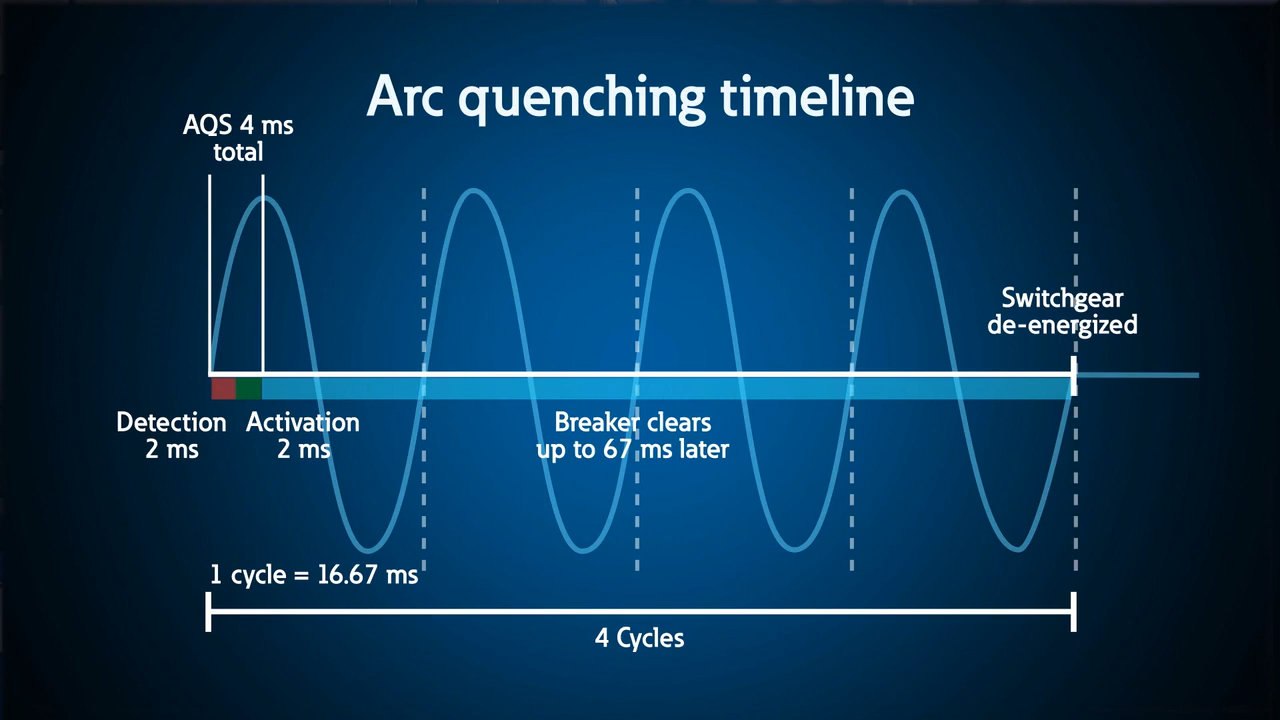 Arc quenching timeline
AQS 4 ms
total
Switchgear
de-energized
Detection
2 ms
Activation
2 ms
Breaker clears
up to 67 ms later
1 cycle = 16.67 ms
4 Cycles